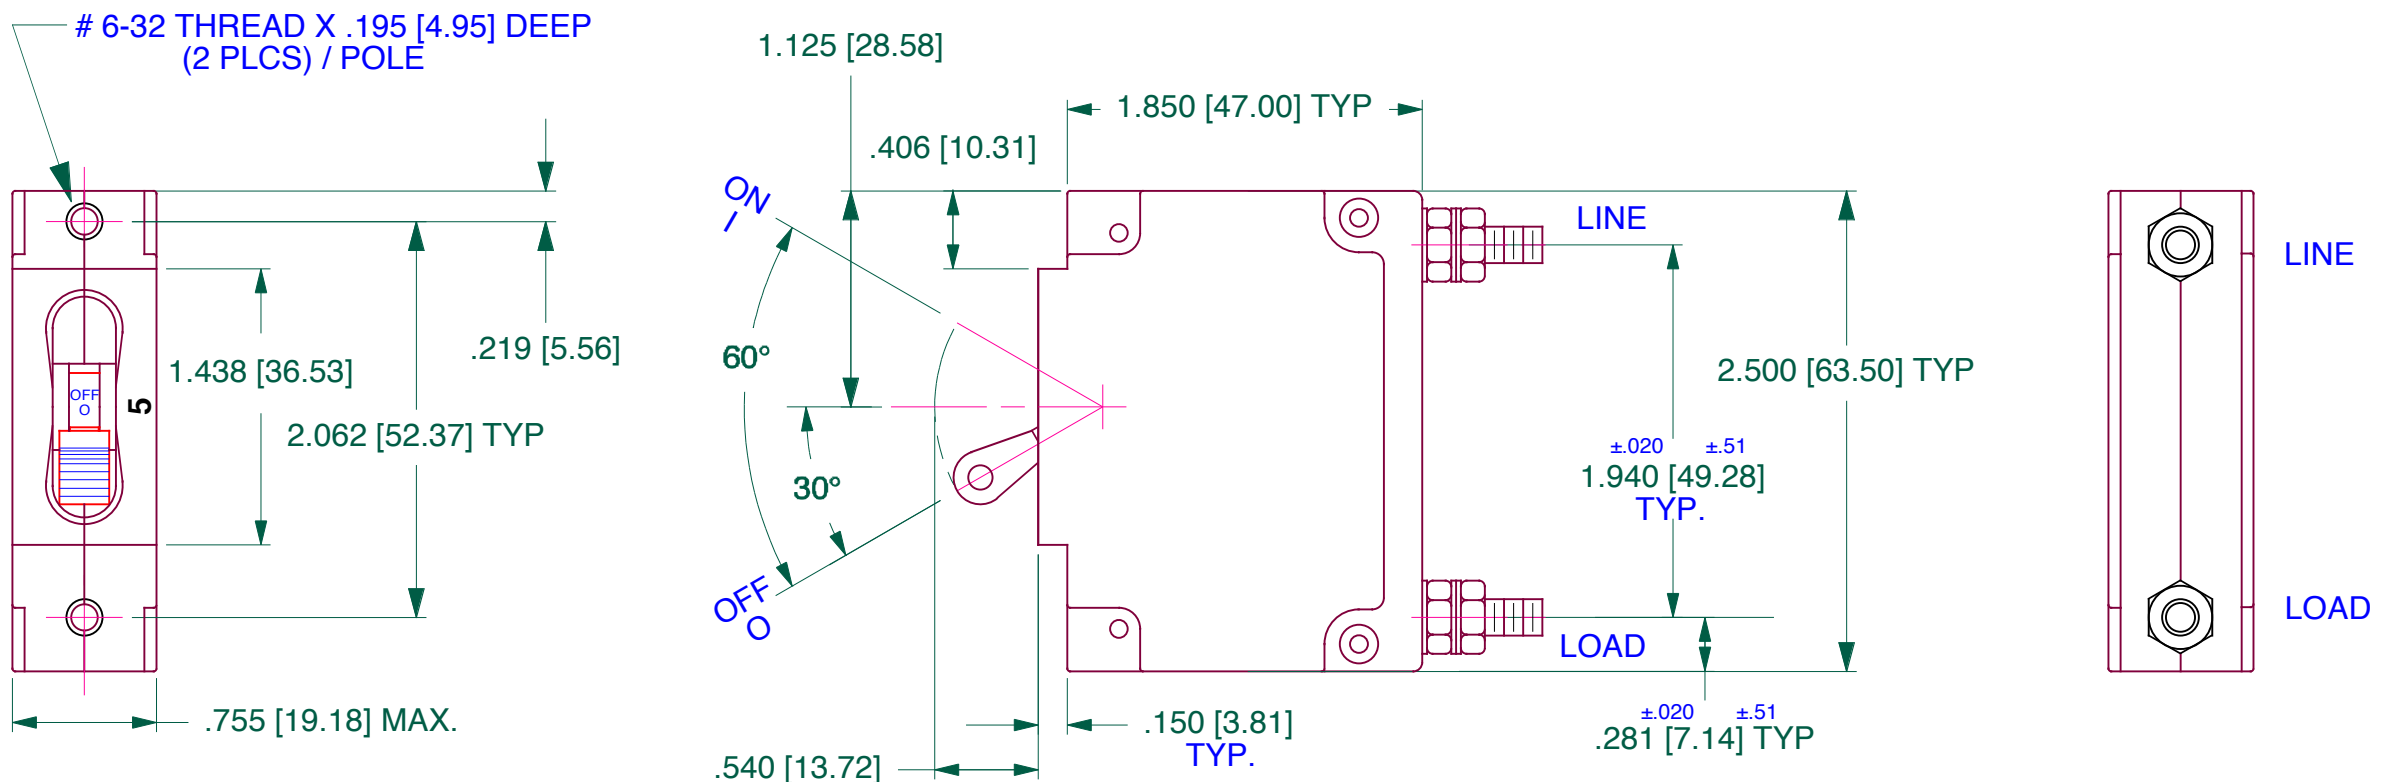 # 6-32 THREAD X .195 [4.95] DEEP
(2 PLCS) / POLE
1.125 [28.58]
1.850 [47.00] TYP
.406 [10.31]
ON
I
LINE
LINE
.219 [5.56]
60°
1.438 [36.53]
2.500 [63.50] TYP
OFF
O
5
2.062 [52.37] TYP
±.020 ±.51
1.940 [49.28]
TYP.
30°
OFF
O
LOAD
LOAD
.755 [19.18] MAX.
.150 [3.81]
TYP.
±.020 ±.51
.281 [7.14] TYP
.540 [13.72]